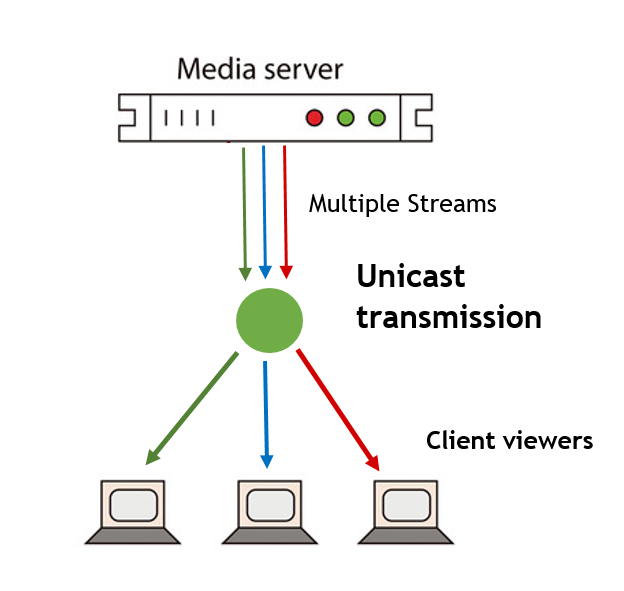 Media server
Multiple Streams
Unicast
transmission
Client viewers